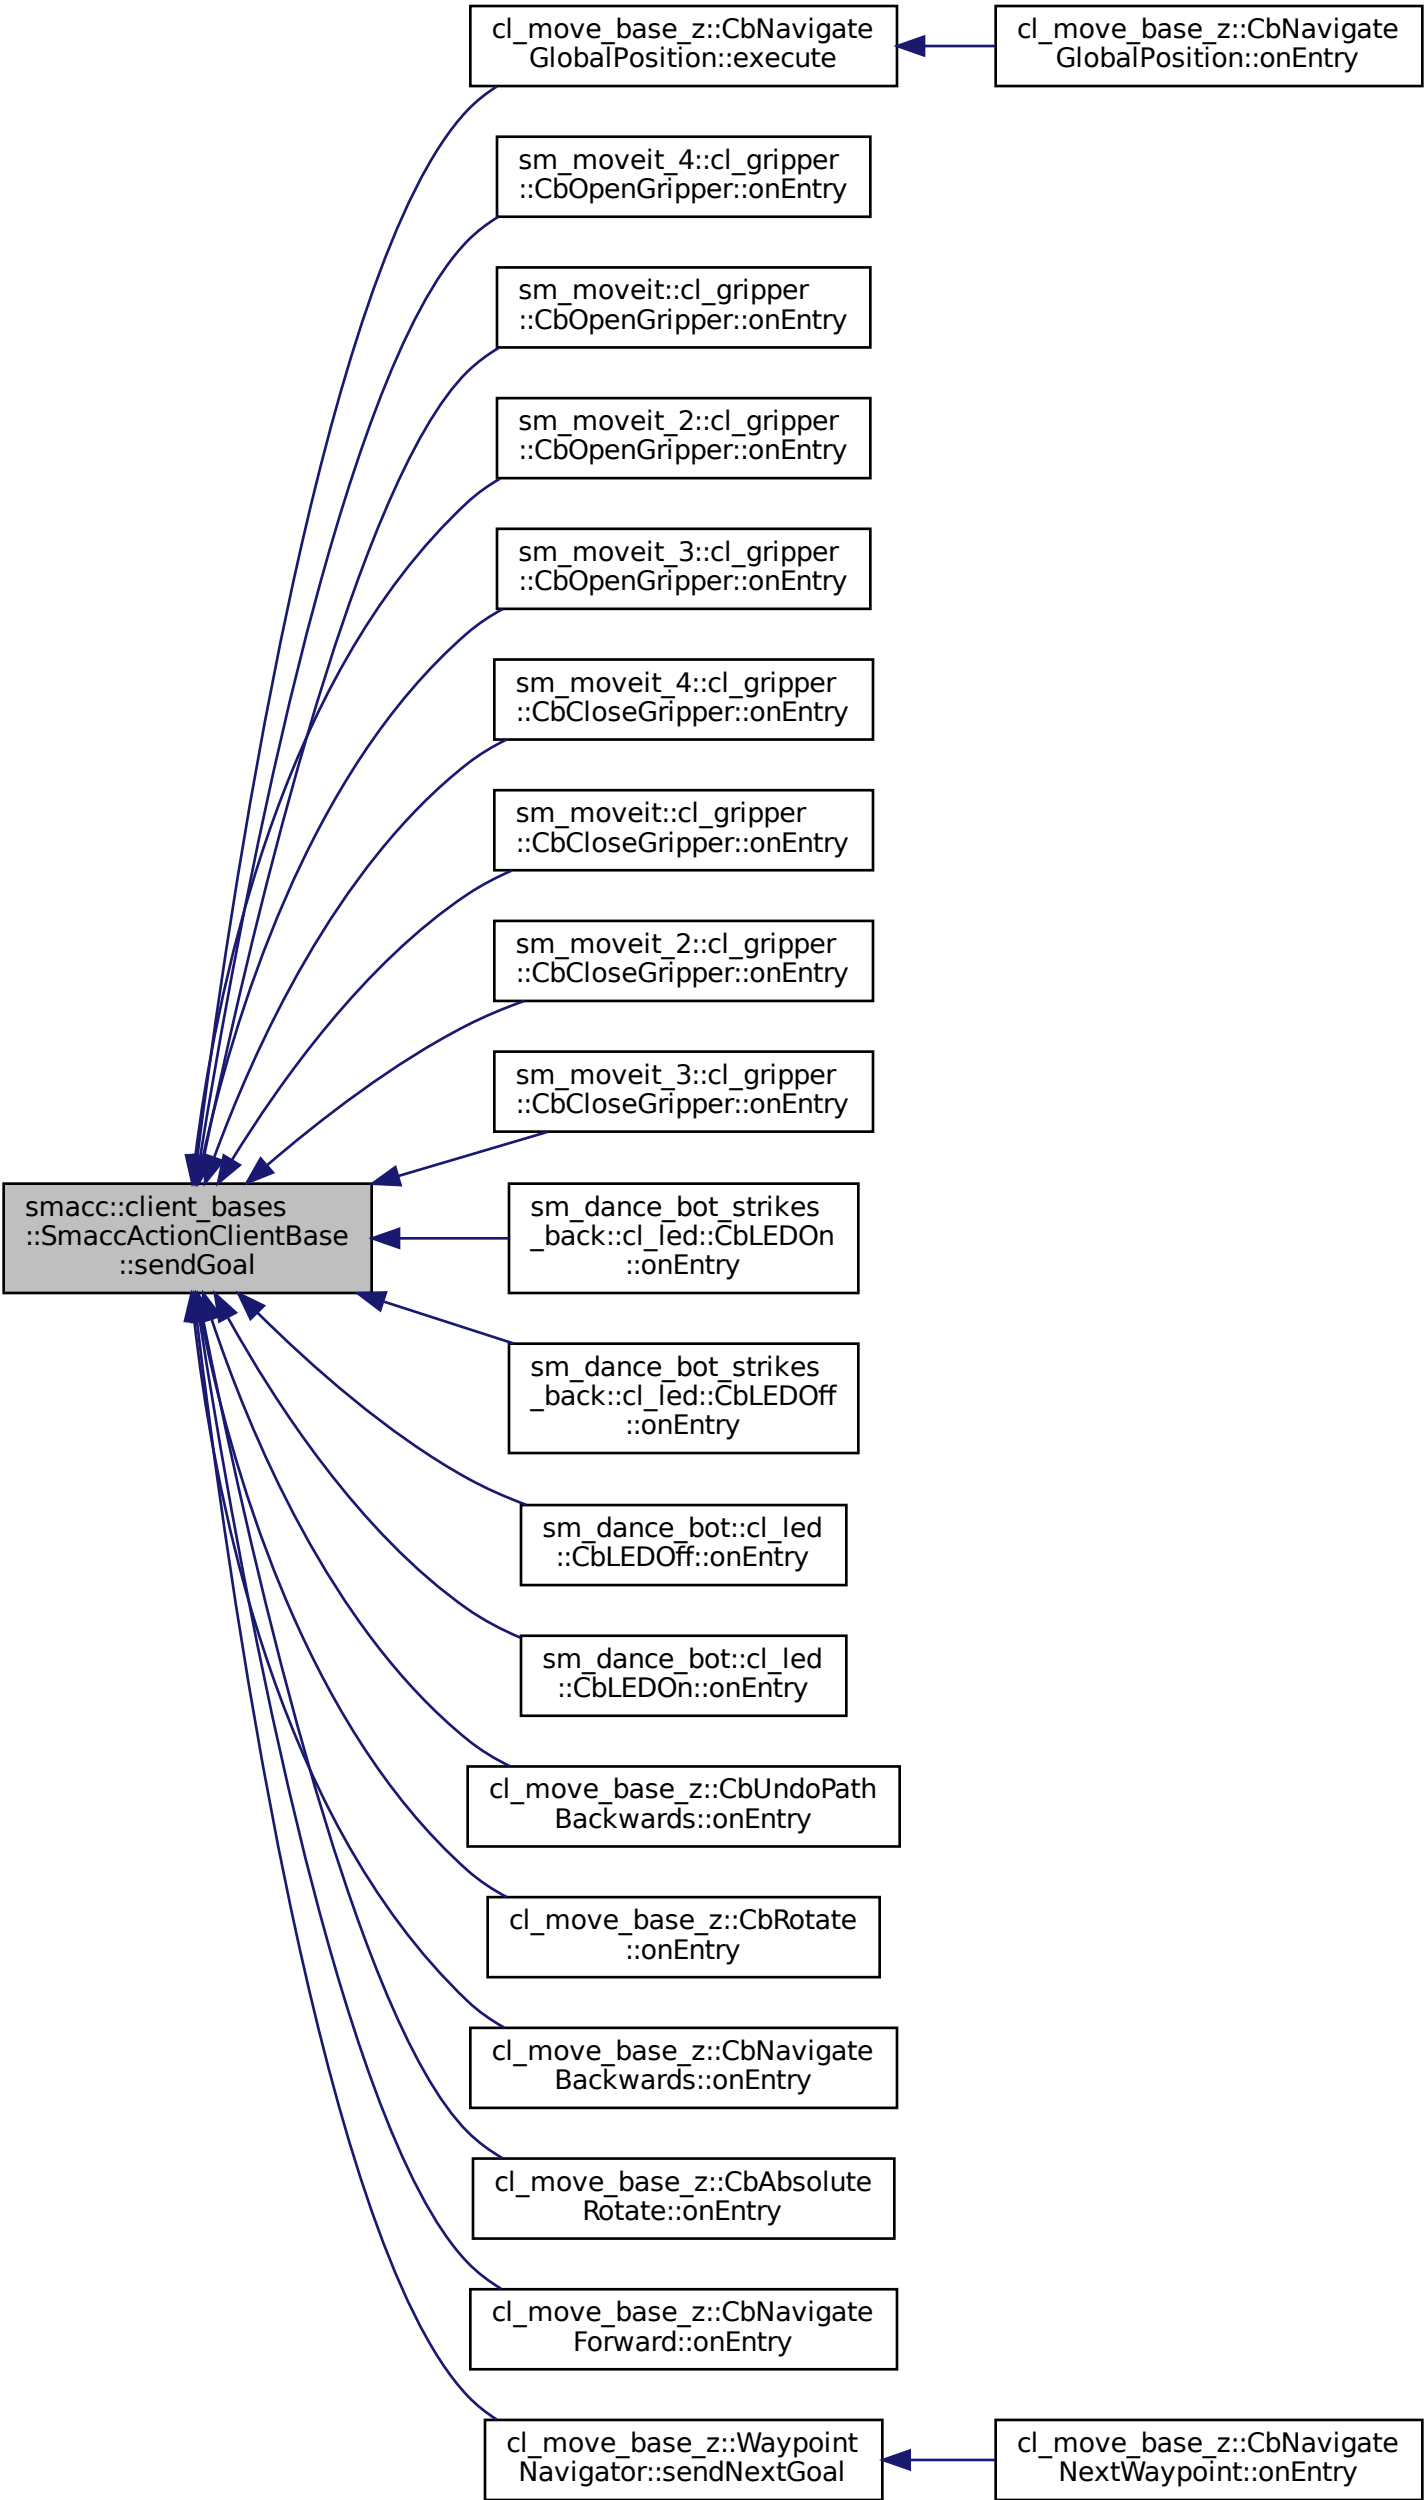 cl_move_base_z::CbNavigate
GlobalPosition::execute
cl_move_base_z::CbNavigate
GlobalPosition::onEntry
sm_moveit_4::cl_gripper
::CbOpenGripper::onEntry
sm_moveit::cl_gripper
::CbOpenGripper::onEntry
sm_moveit_2::cl_gripper
::CbOpenGripper::onEntry
sm_moveit_3::cl_gripper
::CbOpenGripper::onEntry
sm_moveit_4::cl_gripper
::CbCloseGripper::onEntry
sm_moveit::cl_gripper
::CbCloseGripper::onEntry
sm_moveit_2::cl_gripper
::CbCloseGripper::onEntry
sm_moveit_3::cl_gripper
::CbCloseGripper::onEntry
smacc::client_bases
::SmaccActionClientBase
::sendGoal
sm_dance_bot_strikes
_back::cl_led::CbLEDOn
::onEntry
sm_dance_bot_strikes
_back::cl_led::CbLEDOff
::onEntry
sm_dance_bot::cl_led
::CbLEDOff::onEntry
sm_dance_bot::cl_led
::CbLEDOn::onEntry
cl_move_base_z::CbUndoPath
Backwards::onEntry
cl_move_base_z::CbRotate
::onEntry
cl_move_base_z::CbNavigate
Backwards::onEntry
cl_move_base_z::CbAbsolute
Rotate::onEntry
cl_move_base_z::CbNavigate
Forward::onEntry
cl_move_base_z::Waypoint
Navigator::sendNextGoal
cl_move_base_z::CbNavigate
NextWaypoint::onEntry